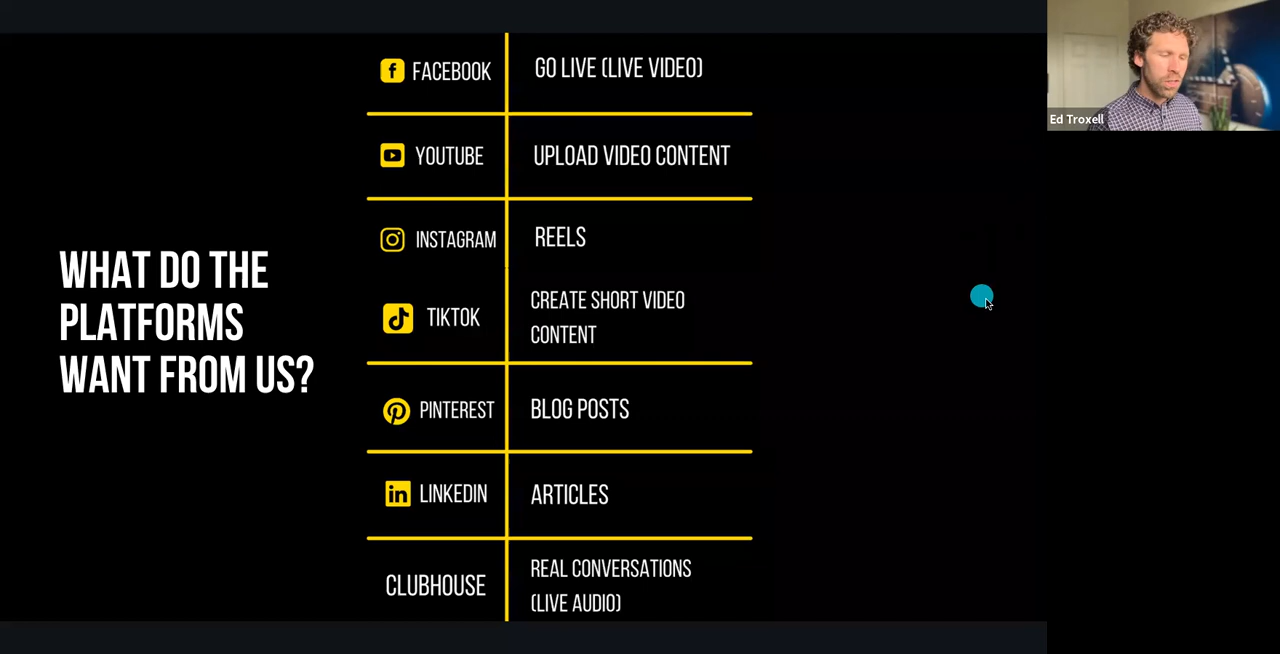 WHAT DO THE
PLATFORMS
WANT FROM US?
FACEBOOK
GO LIVE (LIVE VIDEO)
YOUTUBE
UPLOAD VIDEO CONTENT
INSTAGRAM
REELS
TIKTOK
CREATE SHORT VIDEO
CONTENT
PINTEREST
BLOG POSTS
LINKEDIN
ARTICLES
CLUBHOUSE
REAL CONVERSATIONS
(LIVE AUDIO)
Ed Troxell